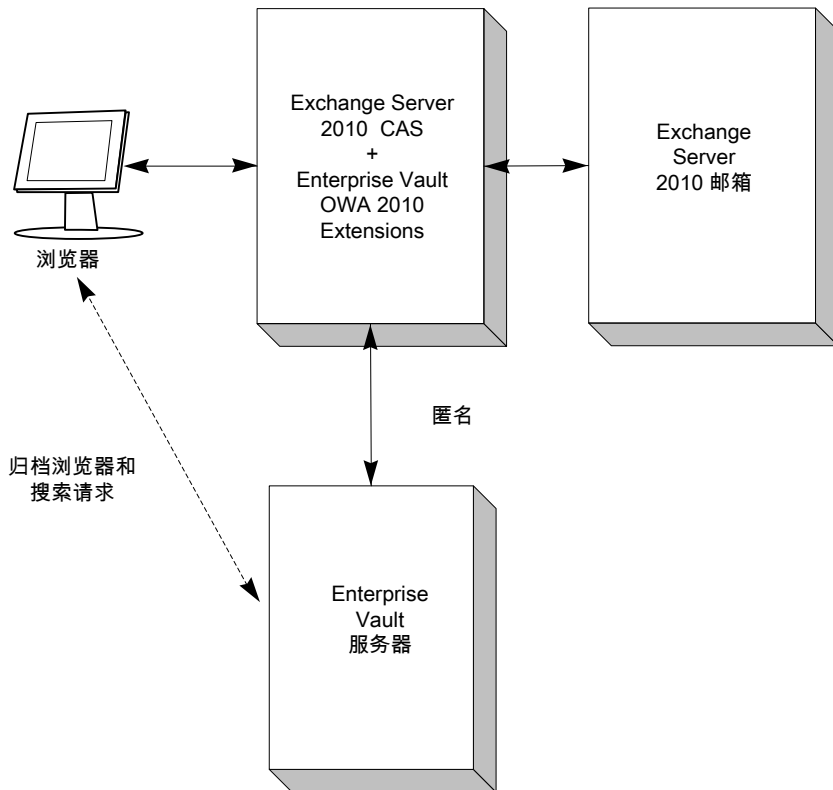 Exchange Server
2010 CAS
+
Enterprise Vault
OWA 2010
Extensions
Exchange
Server
2010 邮箱
浏览器
匿名
归档浏览器和
搜索请求
Enterprise
Vault
服务器